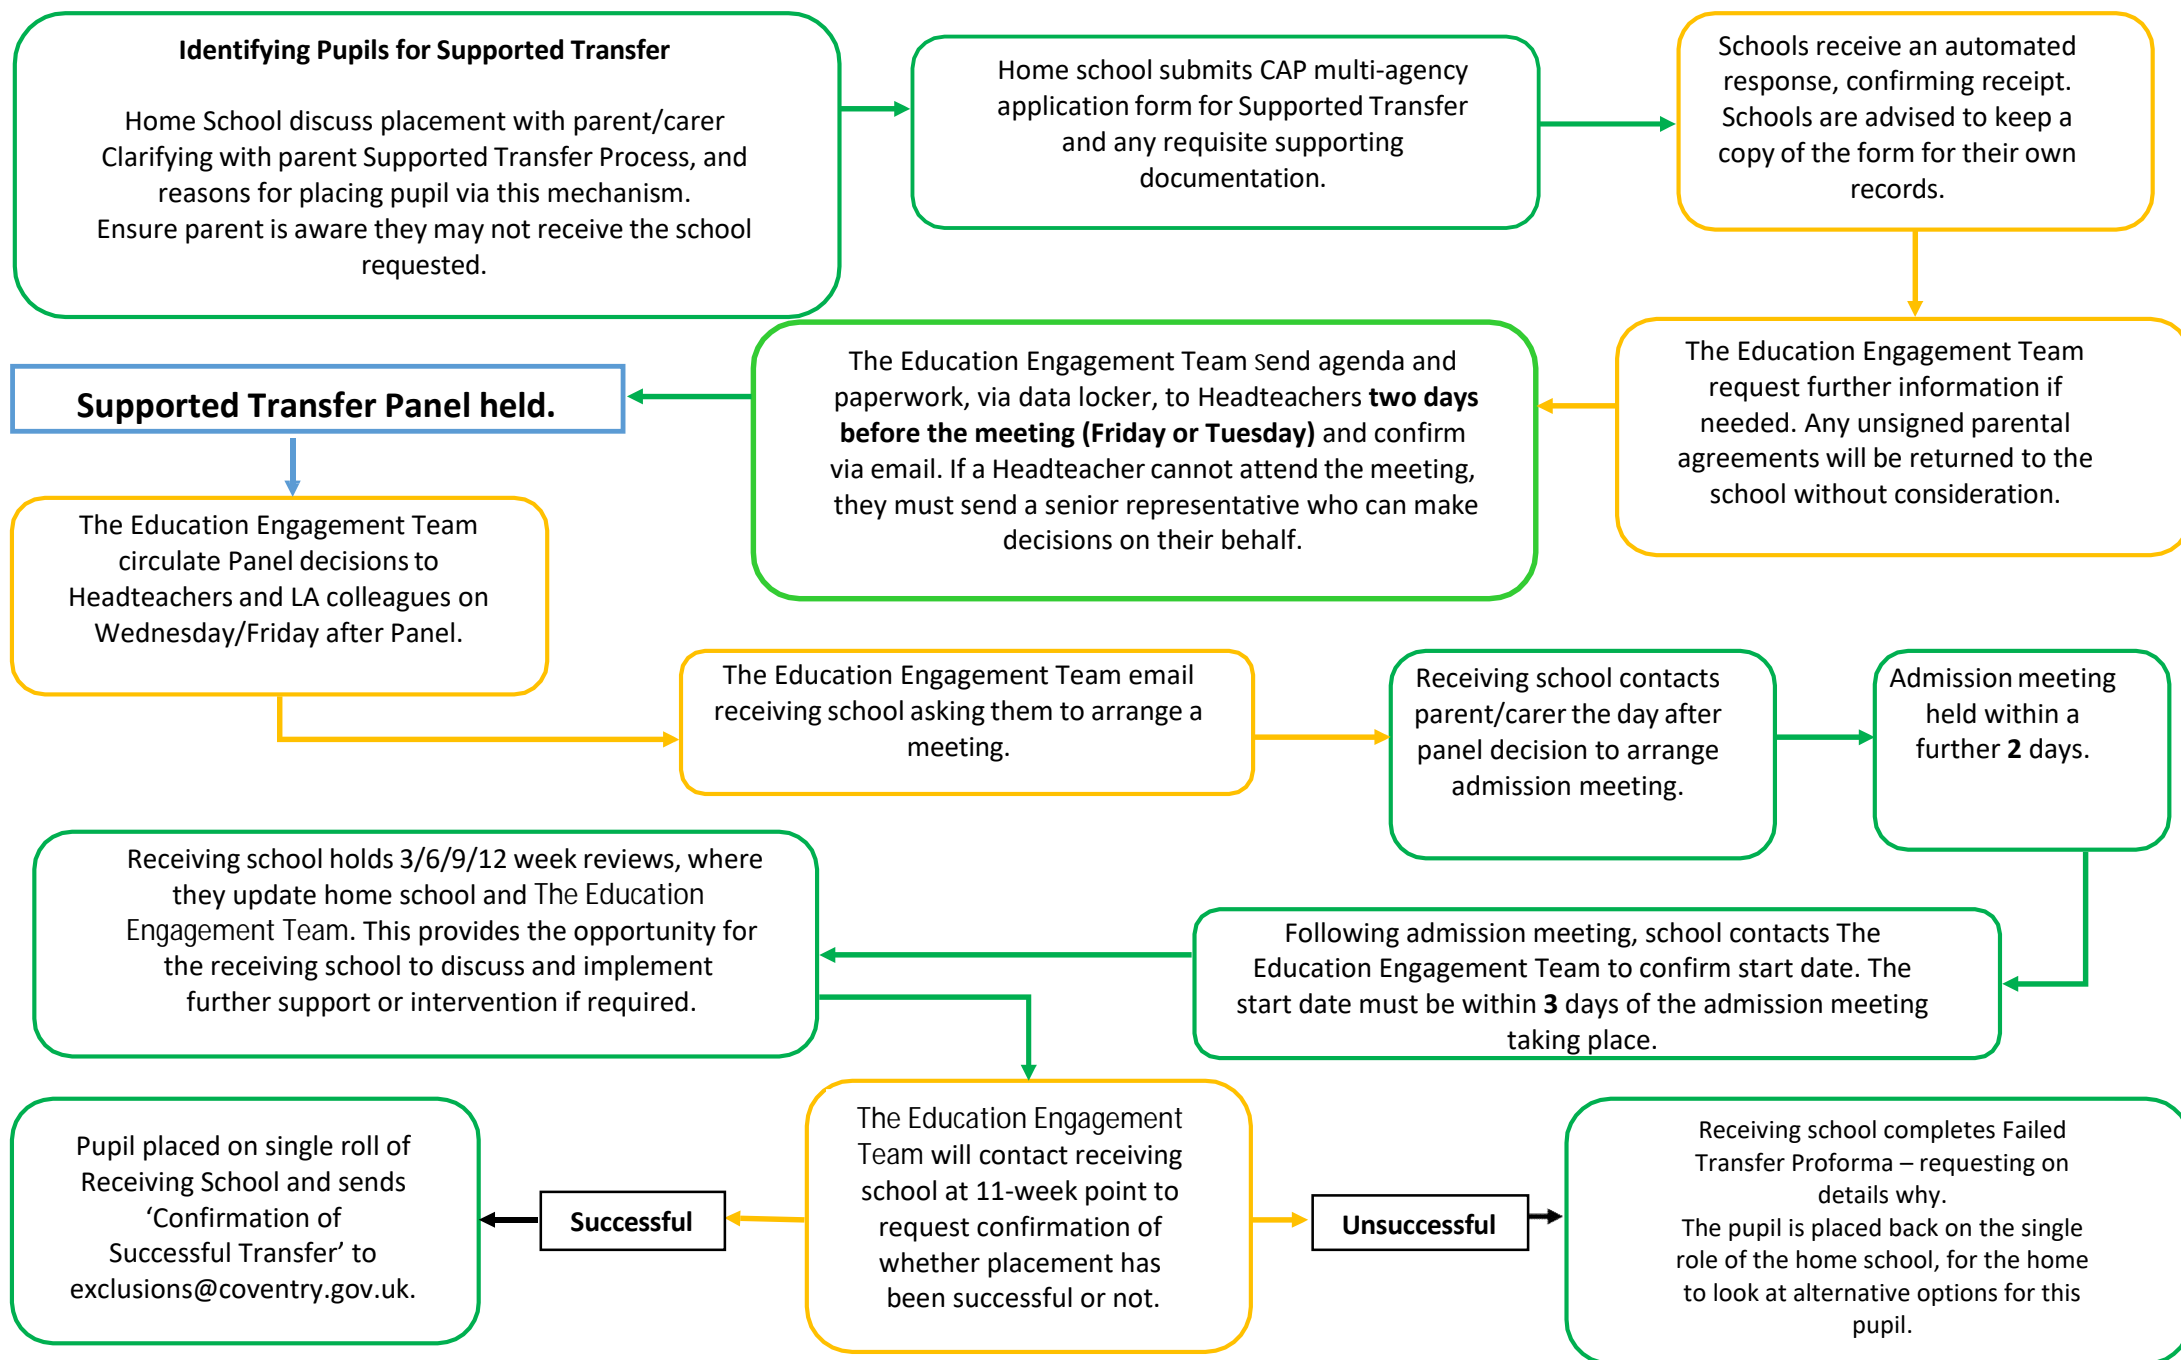 Identifying Pupils for Supported Transfer
Home School discuss placement with parent/carer
Clarifying with parent Supported Transfer Process, and
reasons for placing pupil via this mechanism.
Ensure parent is aware they may not receive the school
requested.
Home school submits CAP multi-agency
application form for Supported Transfer
and any requisite supporting
documentation.
Schools receive an automated
response, confirming receipt.
Schools are advised to keep a
copy of the form for their own
records.
The Education Engagement Team
request further information if
needed. Any unsigned parental
agreements will be returned to the
school without consideration.
The Education Engagement Team send agenda and
paperwork, via data locker, to Headteachers two days
before the meeting (Friday or Tuesday) and confirm
via email. If a Headteacher cannot attend the meeting,
they must send a senior representative who can make
decisions on their behalf.
Supported Transfer Panel held.
The Education Engagement Team
circulate Panel decisions to
Headteachers and LA colleagues on
Wednesday/Friday after Panel.
The Education Engagement Team email
receiving school asking them to arrange a
meeting.
Receiving school contacts
parent/carer the day after
panel decision to arrange
admission meeting.
Admission meeting
held within a
further 2 days.
Following admission meeting, school contacts The
Education Engagement Team to confirm start date. The
start date must be within 3 days of the admission meeting
taking place.
Receiving school holds 3/6/9/12 week reviews, where
they update home school and The Education
Engagement Team. This provides the opportunity for
the receiving school to discuss and implement
further support or intervention if required.
The Education Engagement
Team will contact receiving
school at 11-week point to
request confirmation of
whether placement has
been successful or not.
Successful
Pupil placed on single roll of
Receiving School and sends
‘Confirmation of
Successful Transfer’ to
exclusions@coventry.gov.uk.
Unsuccessful
Receiving school completes Failed
Transfer Proforma – requesting on
details why.
The pupil is placed back on the single
role of the home school, for the home
to look at alternative options for this
pupil.